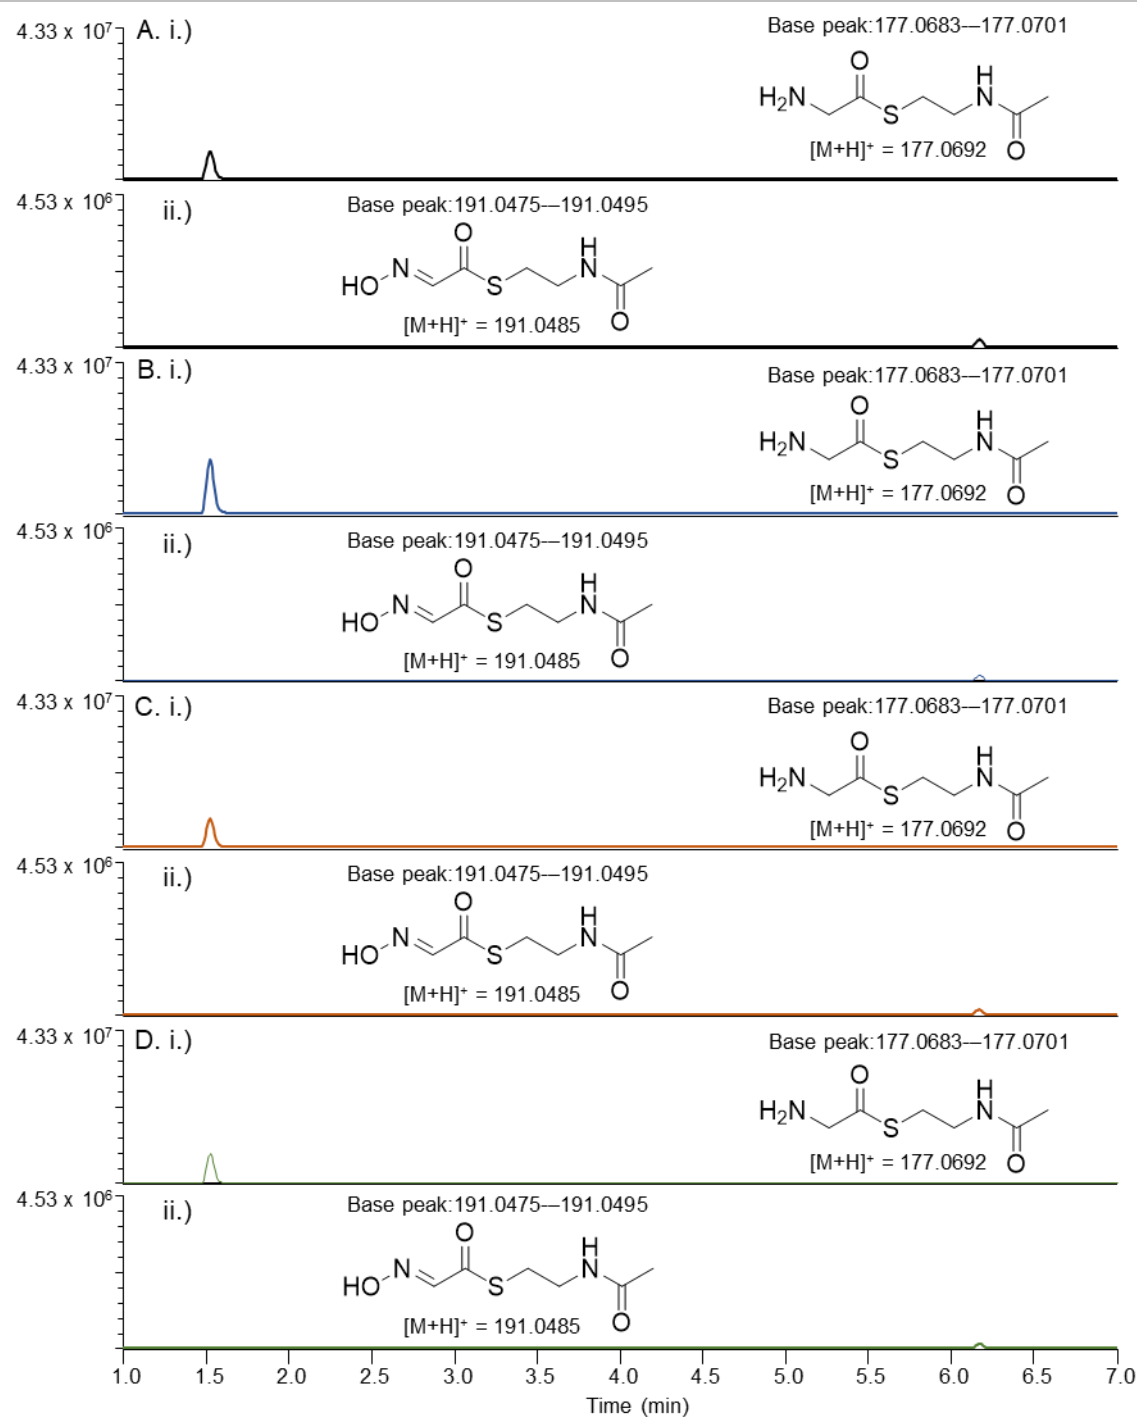 4.33 x 10⁷
A. i.)
Base peak:177.0683---177.0701
O
H
H₂N
N
S
[M+H]⁺ = 177.0692
O
4.53 x 10⁶
ii.)
Base peak:191.0475---191.0495
O
H
N
N
HO
S
O
[M+H]⁺ = 191.0485
4.33 x 10⁷
B. i.)
Base peak:177.0683---177.0701
O
H
H₂N
N
S
[M+H]⁺ = 177.0692
O
4.53 x 10⁶
ii.)
Base peak:191.0475---191.0495
O
H
N
N
HO
S
O
[M+H]⁺ = 191.0485
4.33 x 10⁷
C. i.)
Base peak:177.0683---177.0701
O
H
H₂N
N
S
[M+H]⁺ = 177.0692
O
4.53 x 10⁶
ii.)
Base peak:191.0475---191.0495
O
H
N
N
HO
S
O
[M+H]⁺ = 191.0485
4.33 x 10⁷
D. i.)
Base peak:177.0683---177.0701
O
H
H₂N
N
S
[M+H]⁺ = 177.0692
O
4.53 x 10⁶
ii.)
Base peak:191.0475---191.0495
O
H
N
N
HO
S
O
[M+H]⁺ = 191.0485
1.0 1.5 2.0 2.5 3.0 3.5 4.0 4.5 5.0 5.5 6.0 6.5 7.0
Time (min)